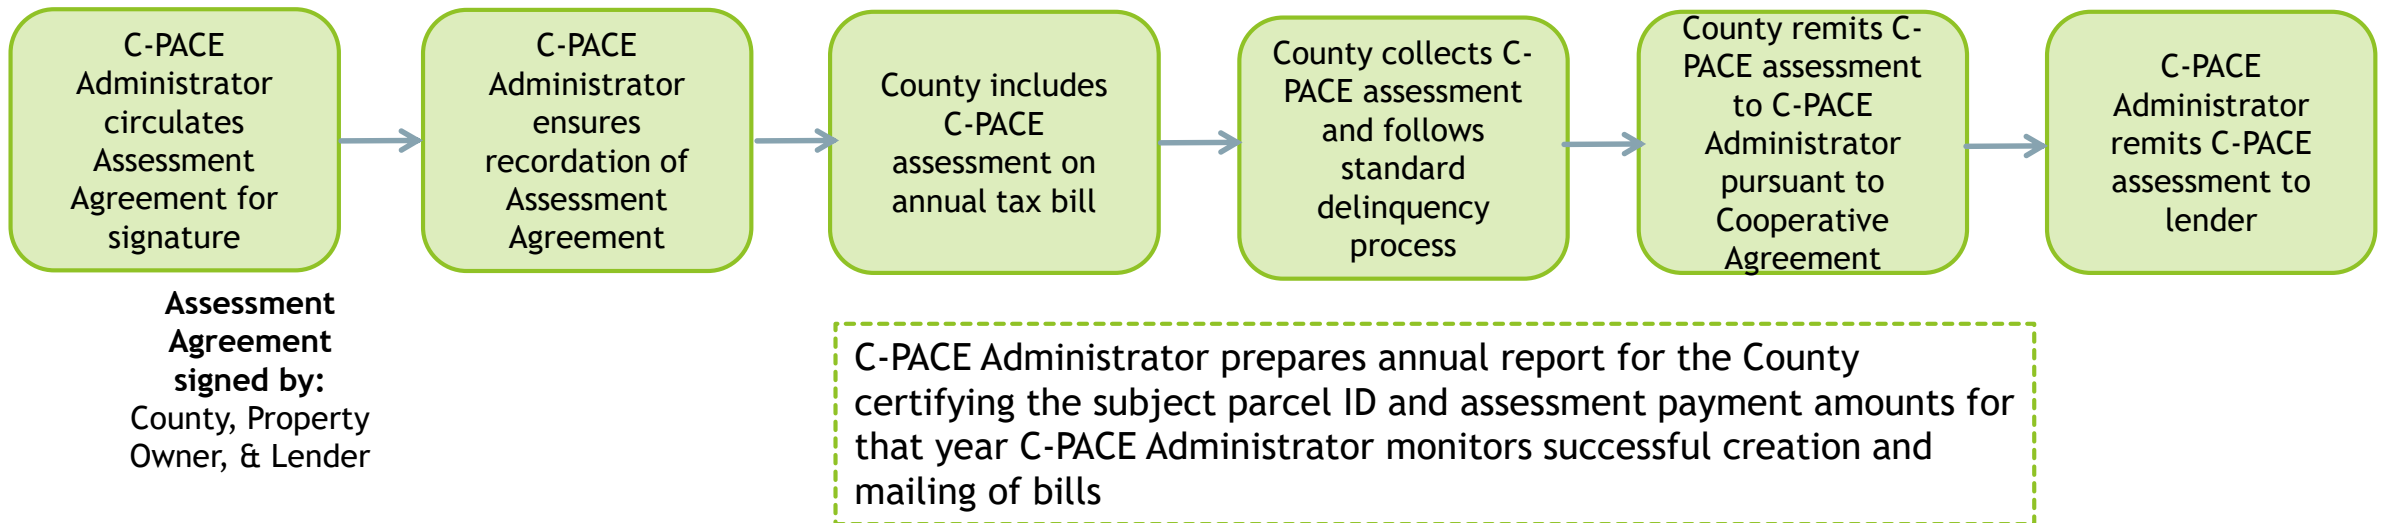 C-PACE
Administrator
circulates
Assessment
Agreement for
signature
C-PACE
Administrator
ensures
recordation of
Assessment
Agreement
County includes
C-PACE
assessment on
annual tax bill
County collects C-
PACE assessment
and follows
standard
delinquency
process
County remits C-
PACE assessment
to C-PACE
Administrator
pursuant to
Cooperative
Agreement
C-PACE
Administrator
remits C-PACE
assessment to
lender
Assessment
Agreement
signed by:
County, Property
Owner, & Lender
C-PACE Administrator prepares annual report for the County
certifying the subject parcel ID and assessment payment amounts for
that year C-PACE Administrator monitors successful creation and
mailing of bills